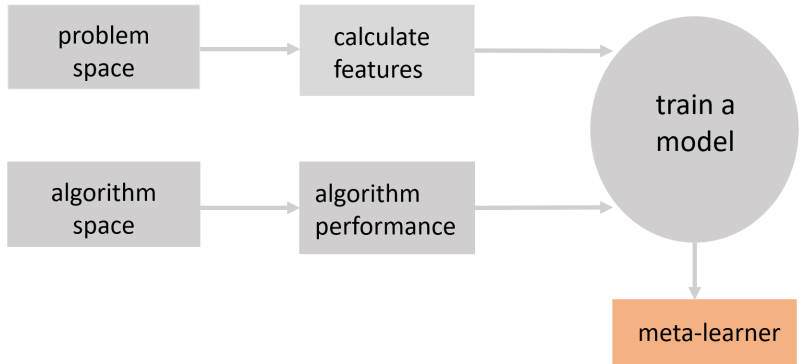 problem
space
calculate
features
train a
model
algorithm
space
algorithm
performance
meta-learner